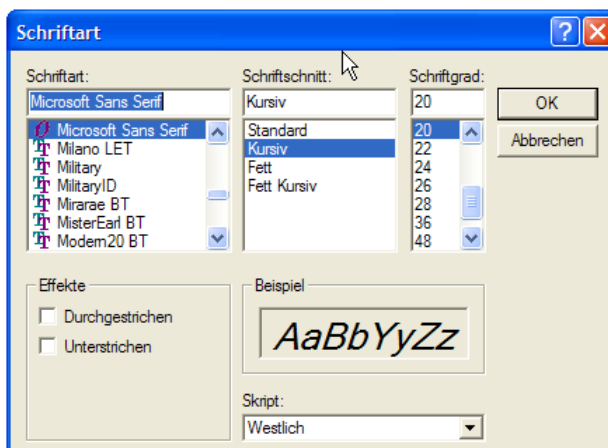 Schriftart
Schriftart:
Schriftschnitt:
Schriftgrad:
Microsoft Sans Serif
Kursiv
20
OK
Abbrechen
Microsoft Sans Serif
Milano LET
Military
MilitaryID
Mirarae BT
MisterEarl BT
Modern20 BT
Standard
Kursiv
Fett
Fett Kursiv
20
22
24
26
28
36
48
Effekte
Durchgestrichen
Unterstrichen
Beispiel
AaBbYyZz
Skript:
Westlich